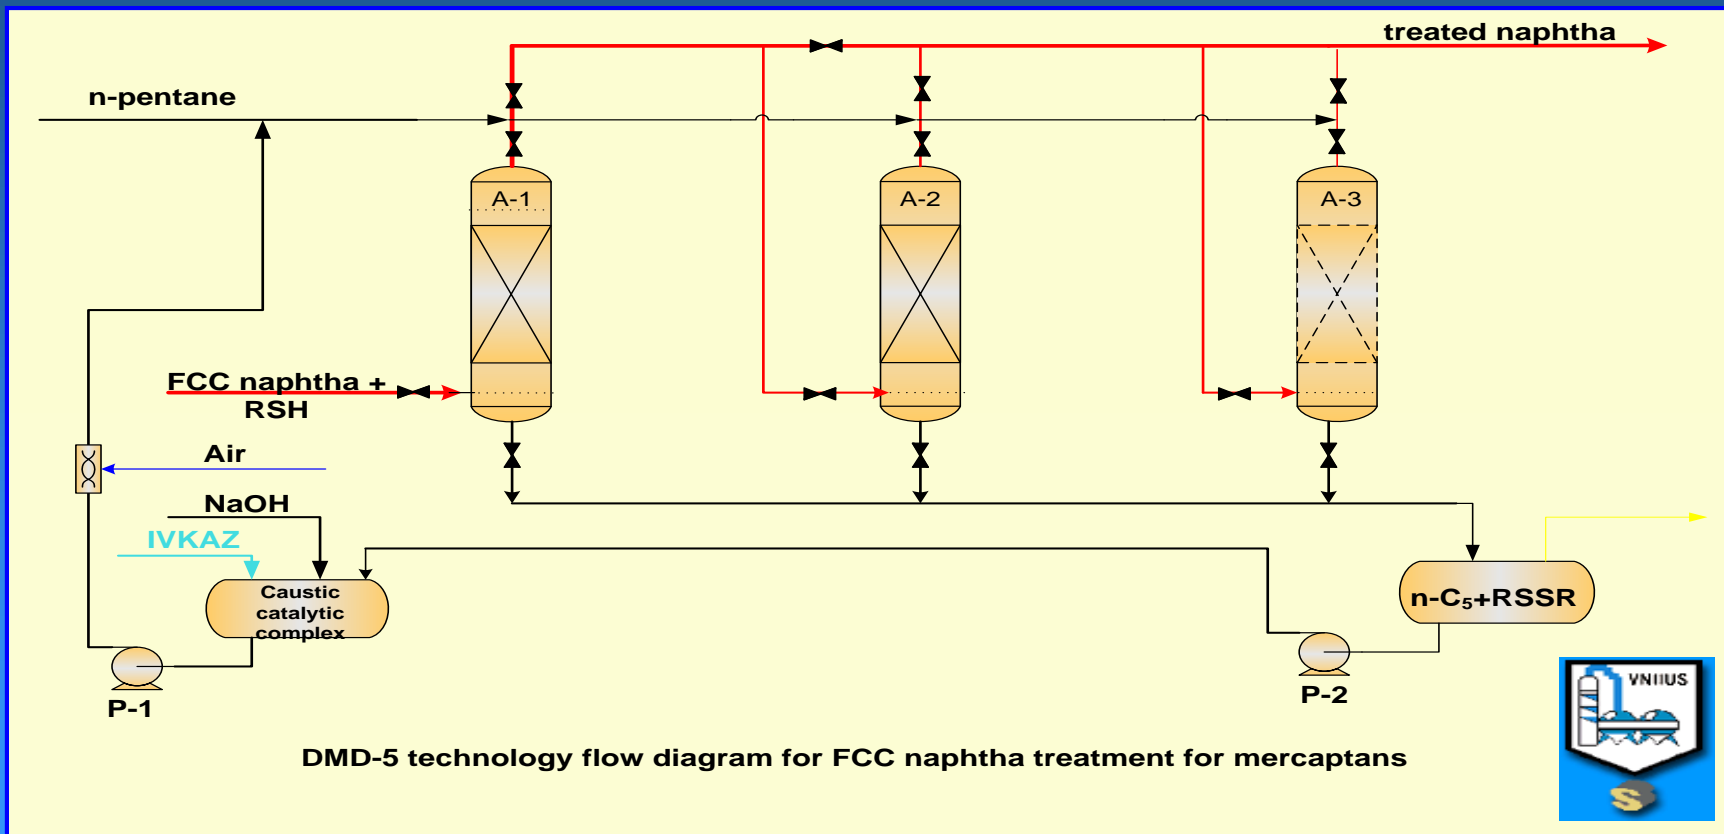 treated naphtha
n-pentane
A-1
A-2
A-3
FCC naphtha +
RSH
Air
NaOH
IVKAZ
Caustic
catalytic
complex
n-C₅+RSSR
P-1
P-2
VNIIUS
S
DMD-5 technology flow diagram for FCC naphtha treatment for mercaptans